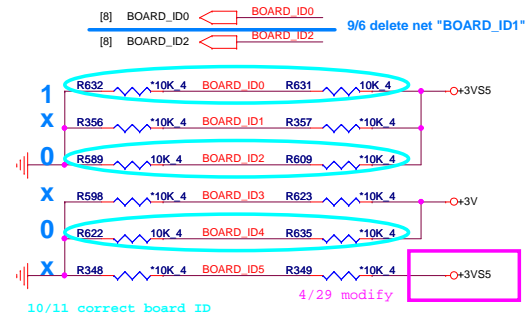 [8] BOARD_ID0 BOARD_ID0
9/6 delete net "BOARD_ID1"
[8] BOARD_ID2 BOARD_ID2
1 R632 *10K_4 BOARD_ID0 R631 10K_4 +3VS5
x R356 *10K_4 BOARD_ID1 R357 *10K_4
0 R589 10K_4 BOARD_ID2 R609 *10K_4
x R598 *10K_4 BOARD_ID3 R623 *10K_4 +3V
0 R622 10K_4 BOARD_ID4 R635 *10K_4
x R348 *10K_4 BOARD_ID5 R349 *10K_4 +3VS5
4/29 modify
10/11 correct board ID